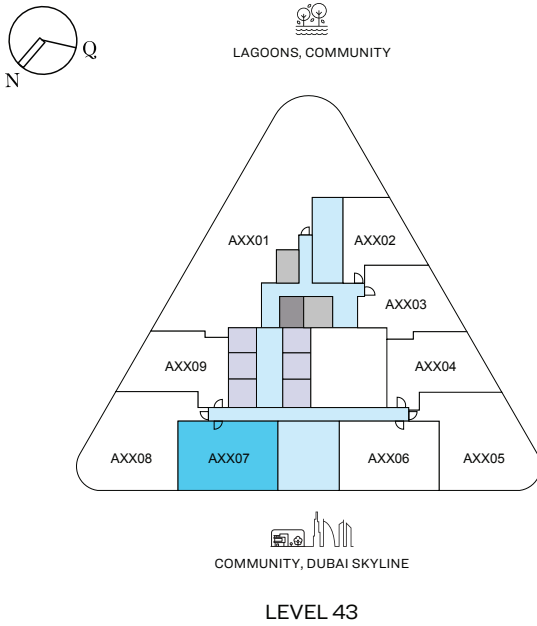 Q
N
LAGOONS, COMMUNITY
AXX01
AXX02
AXX03
AXX09
AXX04
AXX08
AXX07
AXX06
AXX05
COMMUNITY, DUBAI SKYLINE
LEVEL 43